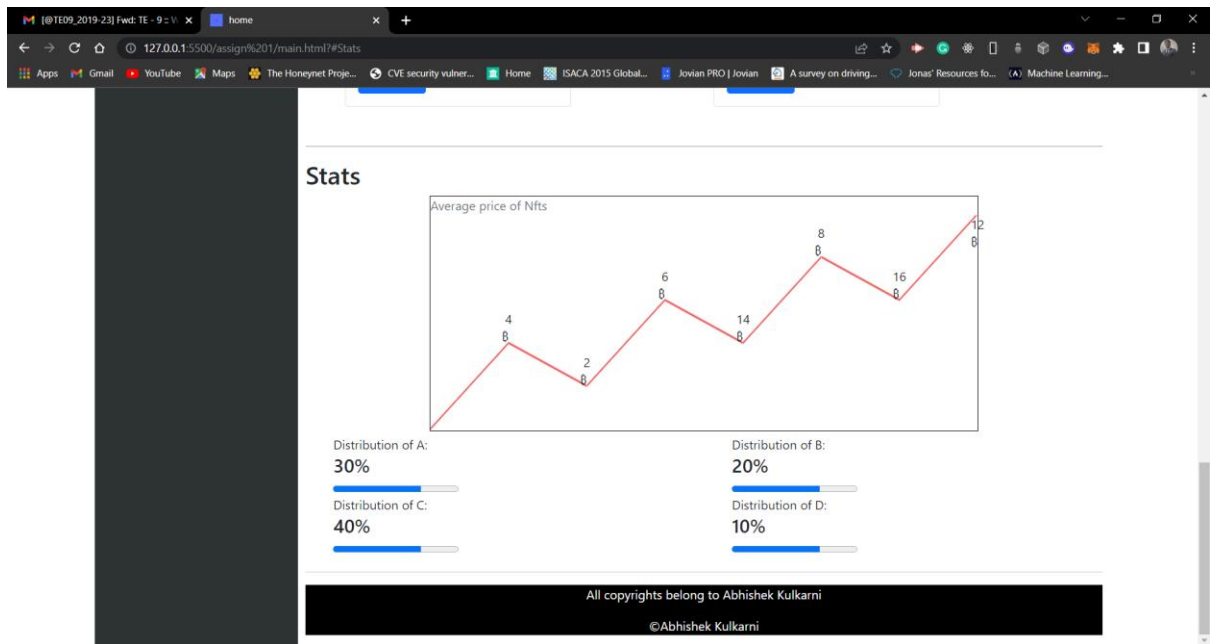 [@TE09_2019-23] Fwd: TE - 9 :: V
home
127.0.0.1:5500/assign%201/main.html?#Stats
Apps
Gmail
YouTube
Maps
The Honeynet Proje...
CVE security vulner...
Home
ISACA 2015 Global...
Jovian PRO | Jovian
A survey on driving...
Jonas' Resources fo...
Machine Learning...
Stats
Average price of Nfts
12
₿
8
₿
6
₿
16
₿
4
₿
14
₿
2
₿
Distribution of A:
30%
Distribution of B:
20%
Distribution of C:
40%
Distribution of D:
10%
All copyrights belong to Abhishek Kulkarni
©Abhishek Kulkarni